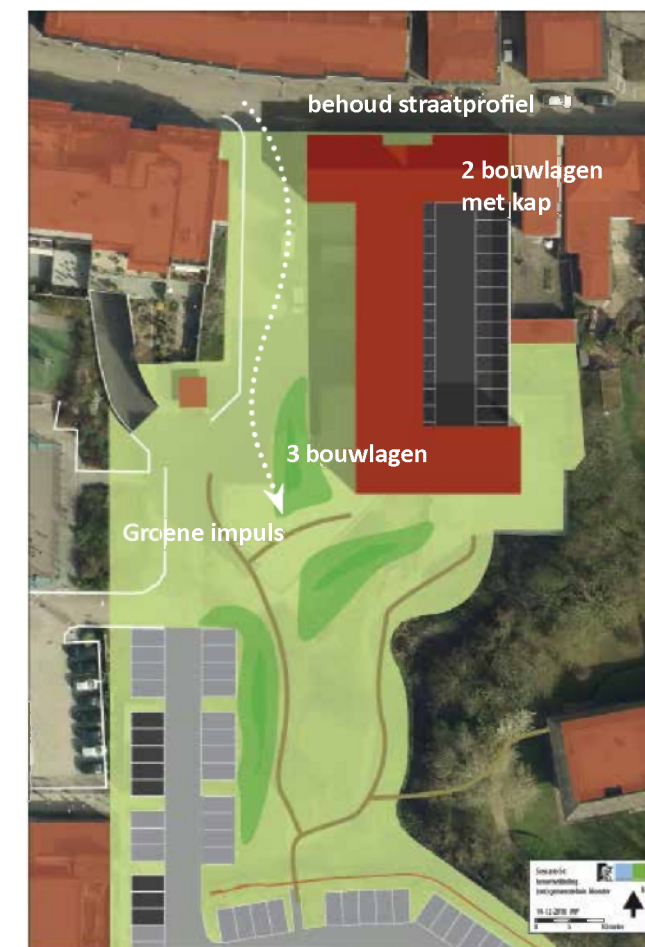 behoud straatprofiel
2 bouwlagen
met kap
3 bouwlagen
Groene impuls